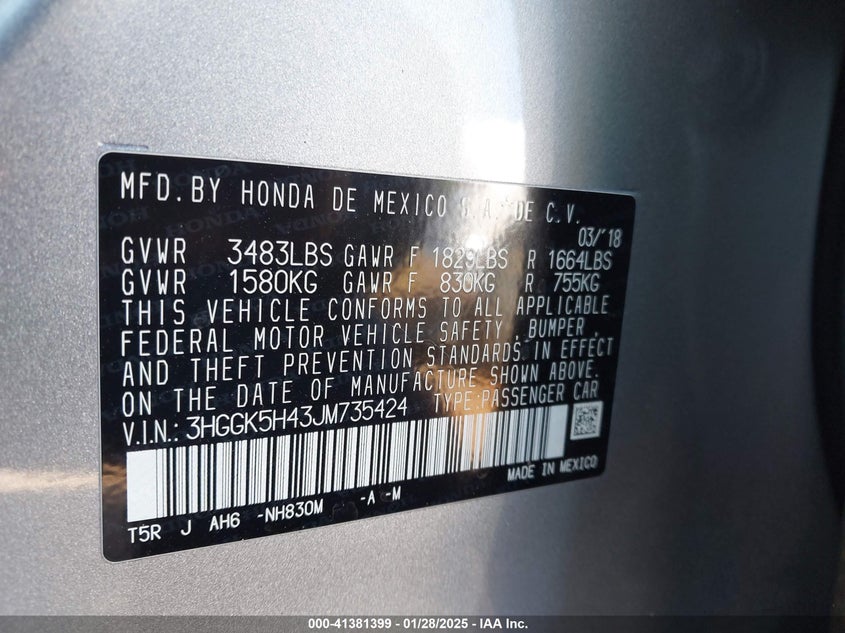 MFD.BY HONDA DE MEXICO S.A. DE C.V.
03/'18
GVWR 3483LBS GAWR F 1829LBS R 1664LBS
GVWR 1580KG GAWR F 830KG R 755KG
THIS VEHICLE CONFORMS TO ALL APPLICABLE
FEDERAL MOTOR VEHICLE SAFETY, BUMPER,
AND THEFT PREVENTION STANDARDS IN EFFECT
ON THE DATE OF MANUFACTURE SHOWN ABOVE.
V.I.N.: 3HGGK5H43JM735424 TYPE:PASSENGER CAR
MADE IN MEXICO
T5R J AH6 -NH830M -A -M
000-41381399 | 01/28/2025 - IAA Inc.